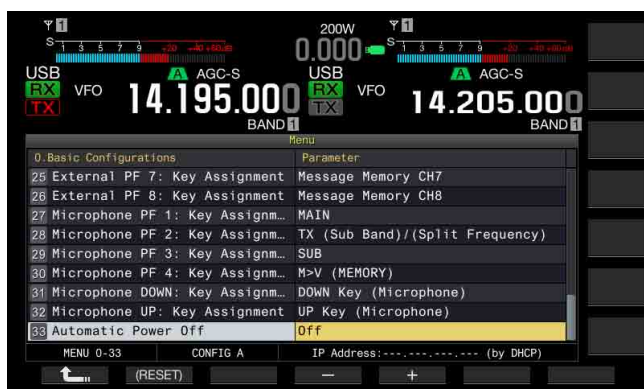 1 200W 1
S 1 3 5 7 9 +20 +40 +60dB 0.000 S 1 3 5 7 9 +20 +40 +60dB
USB A AGC-S USB A AGC-S
RX VFO 14.195.000 RX VFO 14.205.000
TX BAND 1 TX BAND 1
Menu
0.Basic Configurations Parameter
25 External PF 7: Key Assignment Message Memory CH7
26 External PF 8: Key Assignment Message Memory CH8
27 Microphone PF 1: Key Assignm… MAIN
28 Microphone PF 2: Key Assignm… TX (Sub Band)/(Split Frequency)
29 Microphone PF 3: Key Assignm… SUB
30 Microphone PF 4: Key Assignm… M>V (MEMORY)
31 Microphone DOWN: Key Assignm… DOWN Key (Microphone)
32 Microphone UP: Key Assignment UP Key (Microphone)
33 Automatic Power Off Off
MENU 0-33 CONFIG A IP Address:---.---.---.--- (by DHCP)
(RESET) － +